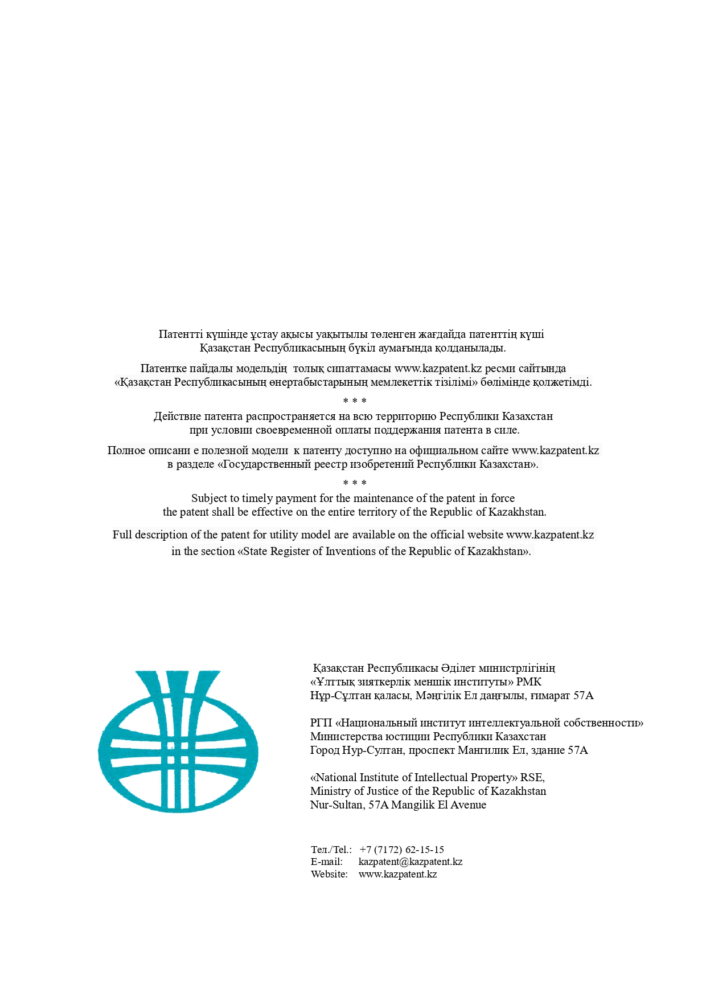 Патентті күшінде ұстау ақысы уақытылы төленген жағдайда патенттің күші
Қазақстан Республикасының бүкіл аумағында қолданылады.
Патентке пайдалы модельдің толық сипаттамасы www.kazpatent.kz ресми сайтында
«Қазақстан Республикасының өнертабыстарының мемлекеттік тізілімі» бөлімінде қолжетімді.
* * *
Действие патента распространяется на всю территорию Республики Казахстан
при условии своевременной оплаты поддержания патента в силе.
Полное описани е полезной модели к патенту доступно на официальном сайте www.kazpatent.kz
в разделе «Государственный реестр изобретений Республики Казахстан».
* * *
Subject to timely payment for the maintenance of the patent in force
the patent shall be effective on the entire territory of the Republic of Kazakhstan.
Full description of the patent for utility model are available on the official website www.kazpatent.kz
in the section «State Register of Inventions of the Republic of Kazakhstan».
Қазақстан Республикасы Әділет министрлігінің
«Ұлттық зияткерлік меншік институты» РМК
Нұр-Сұлтан қаласы, Мәңгілік Ел даңғылы, ғимарат 57А
РГП «Национальный институт интеллектуальной собственности»
Министерства юстиции Республики Казахстан
Город Нур-Султан, проспект Мангилик Ел, здание 57А
«National Institute of Intellectual Property» RSE,
Ministry of Justice of the Republic of Kazakhstan
Nur-Sultan, 57A Mangilik El Avenue
Тел./Tel.: +7 (7172) 62-15-15
E-mail: kazpatent@kazpatent.kz
Website: www.kazpatent.kz